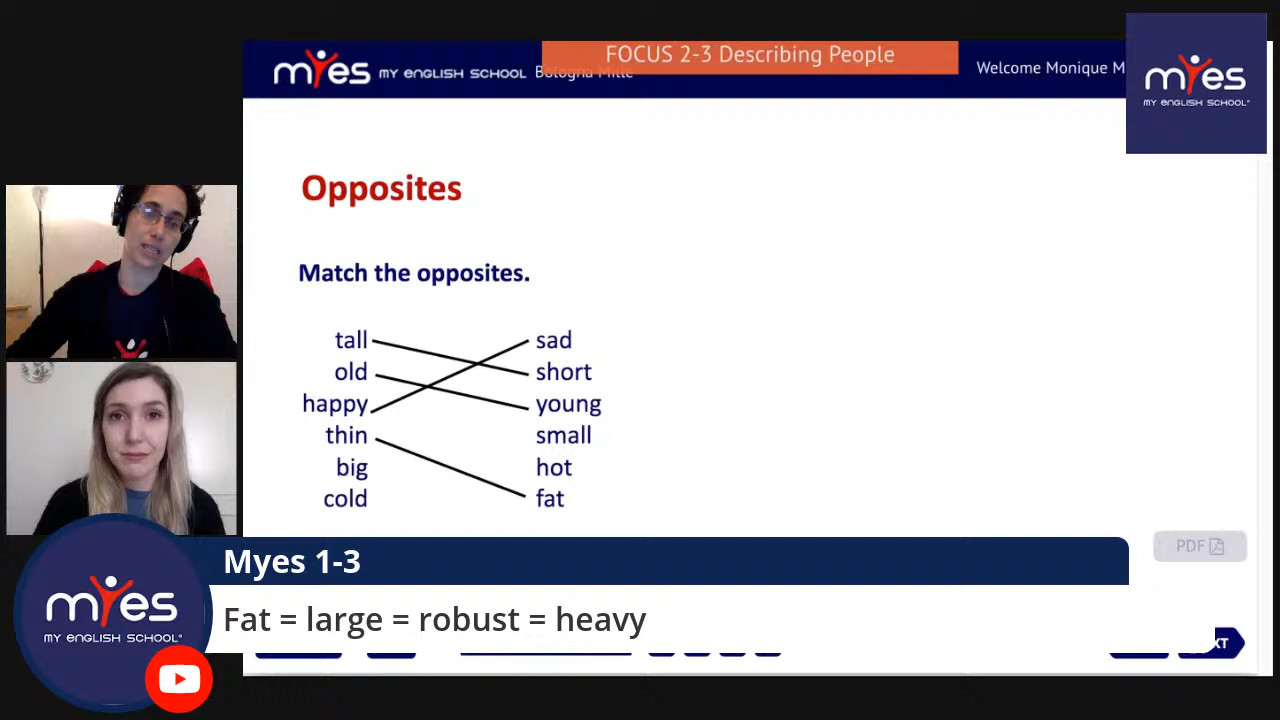 myes MY ENGLISH SCHOOL Bologna Mille
FOCUS 2-3 Describing People
Welcome Monique M
myes
MY ENGLISH SCHOOL
Opposites
Match the opposites.
tall sad
old short
happy young
thin small
big hot
cold fat
PDF
Myes 1-3
Fat = large = robust = heavy
myes
MY ENGLISH SCHOOL
XT